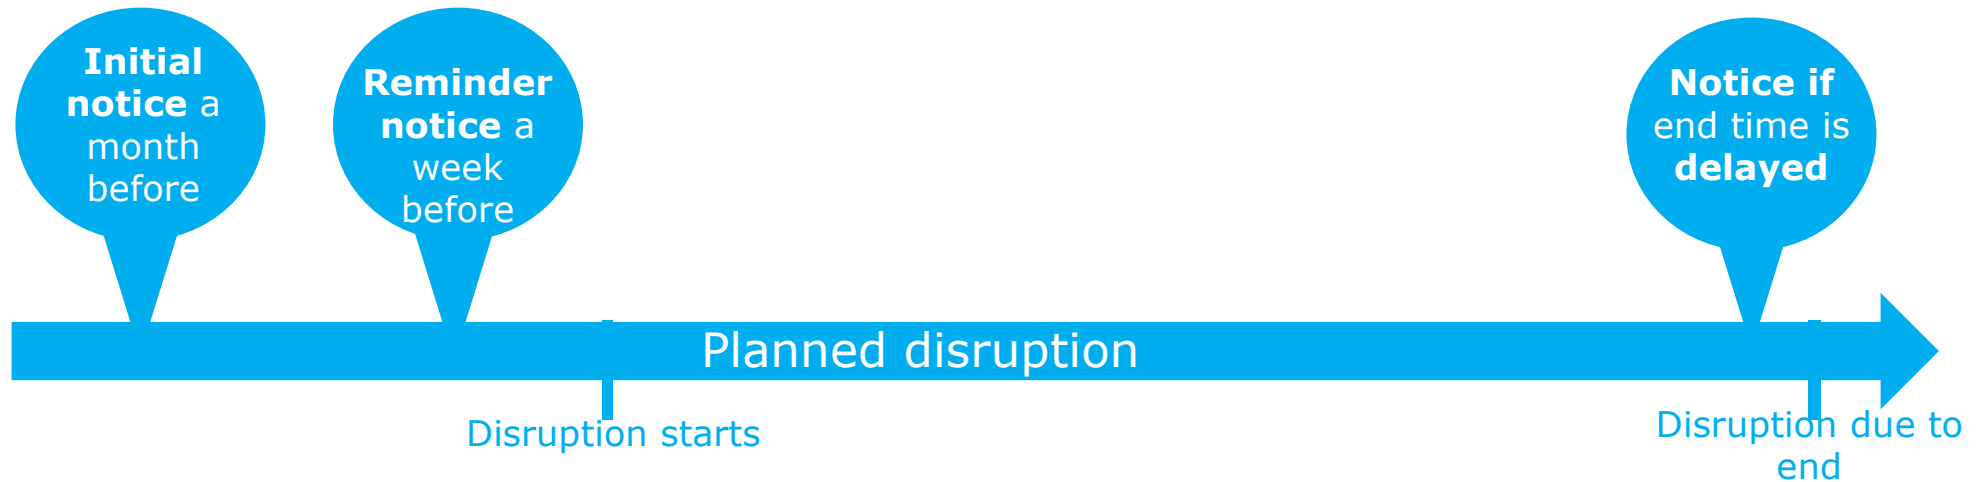 Initial
notice a
month
before
Reminder
notice a
week
before
Notice if
end time is
delayed
Planned disruption
Disruption starts
Disruption due to
end